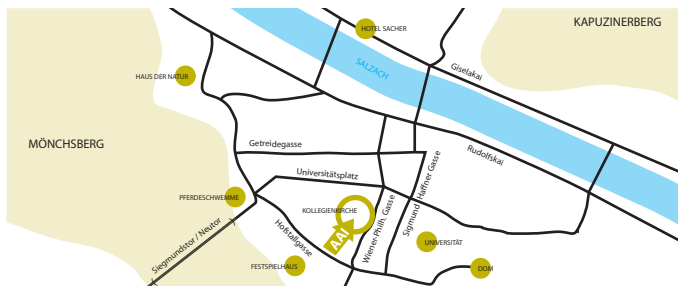 HOTEL SACHER
KAPUZINERBERG
SALZACH
Giselakai
HAUS DER NATUR
MÖNCHSBERG
Getreidegasse
Rudolfskai
Universitätsplatz
Sigmund Haffner Gasse
PFERDESCHWEMME
KOLLEGIENKIRCHE
Wiener-Philh. Gasse
AAI
Hofstallgasse
Siegmundstor / Neutor
UNIVERSITÄT
FESTSPIELHAUS
DOM